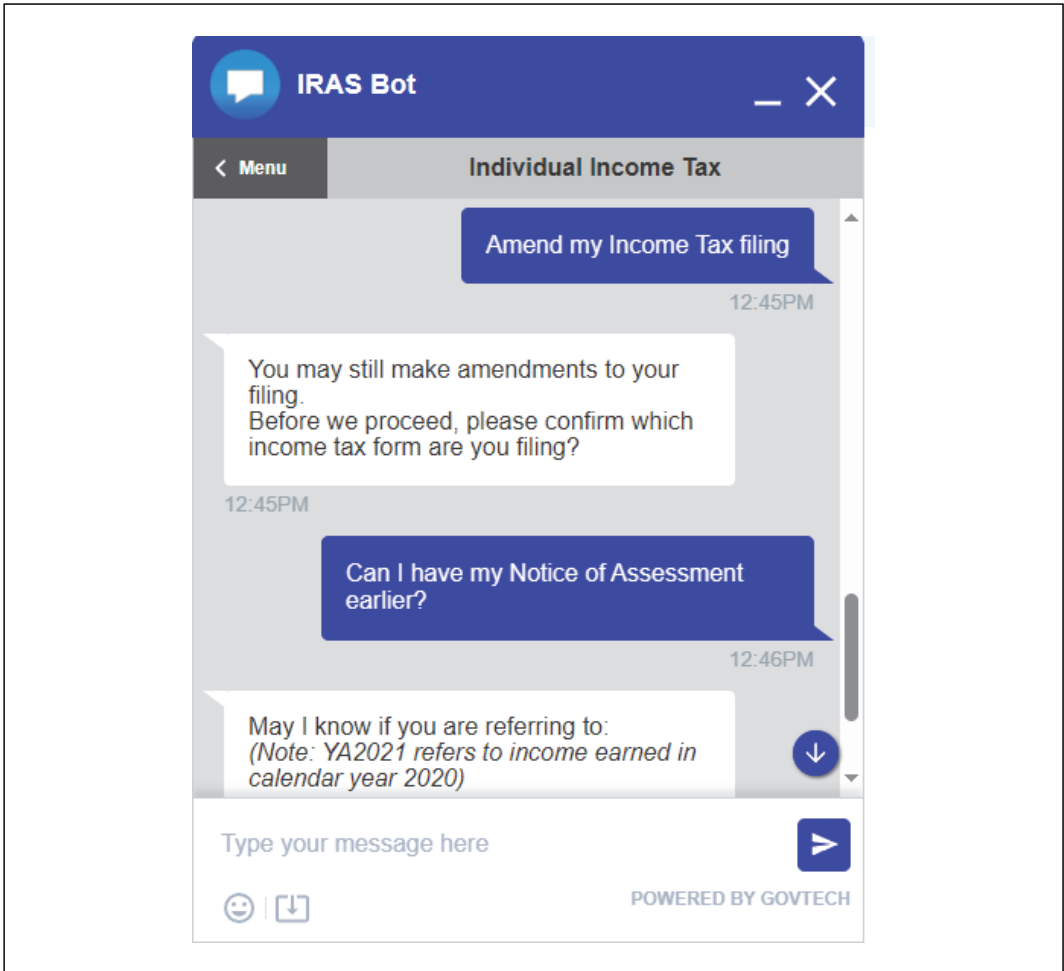 IRAS Bot
Menu
Individual Income Tax
Amend my Income Tax filing
12:45PM
You may still make amendments to your
filing.
Before we proceed, please confirm which
income tax form are you filing?
12:45PM
Can I have my Notice of Assessment
earlier?
12:46PM
May I know if you are referring to:
(Note: YA2021 refers to income earned in
calendar year 2020)
Type your message here
POWERED BY GOVTECH